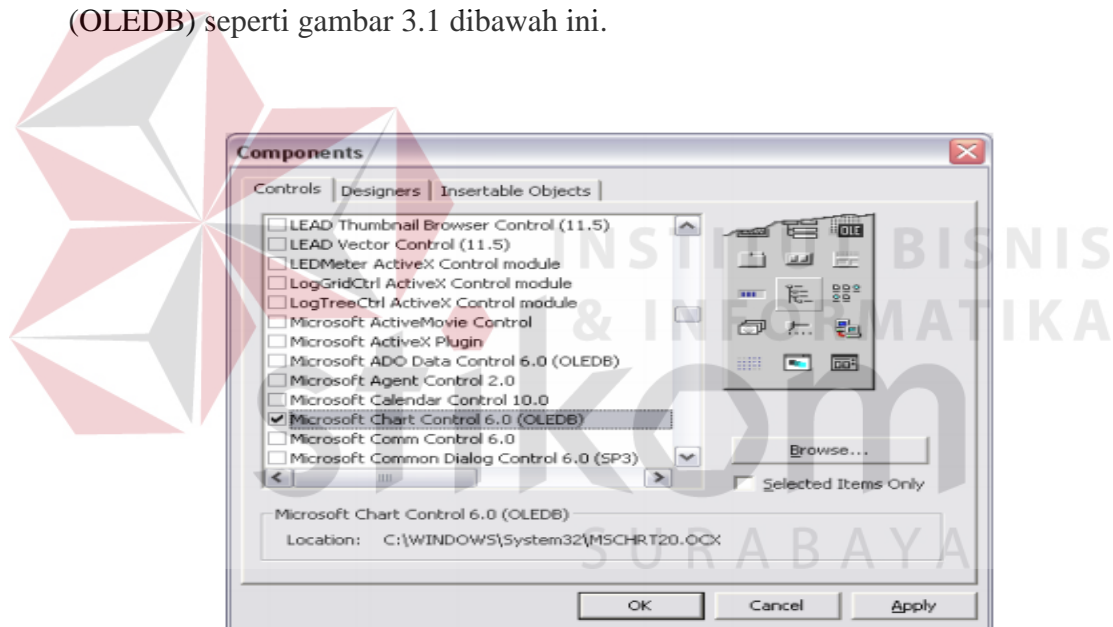 (OLEDB) seperti gambar 3.1 dibawah ini.
Components
Controls Designers Insertable Objects
LEAD Thumbnail Browser Control (11.5)
LEAD Vector Control (11.5)
LEDMeter ActiveX Control module
LogGridCtrl ActiveX Control module
LogTreeCtrl ActiveX Control module
Microsoft ActiveMovie Control
Microsoft ActiveX Plugin
Microsoft ADO Data Control 6.0 (OLEDB)
Microsoft Agent Control 2.0
Microsoft Calendar Control 10.0
Microsoft Chart Control 6.0 (OLEDB)
Microsoft Comm Control 6.0
Microsoft Common Dialog Control 6.0 (SP3)
OLE
Browse...
Selected Items Only
Microsoft Chart Control 6.0 (OLEDB)
Location: C:\WINDOWS\System32\MSCHRT20.OCX
OK Cancel Apply
INSTITUT BISNIS
& INFORMATIKA
stikom
SURABAYA